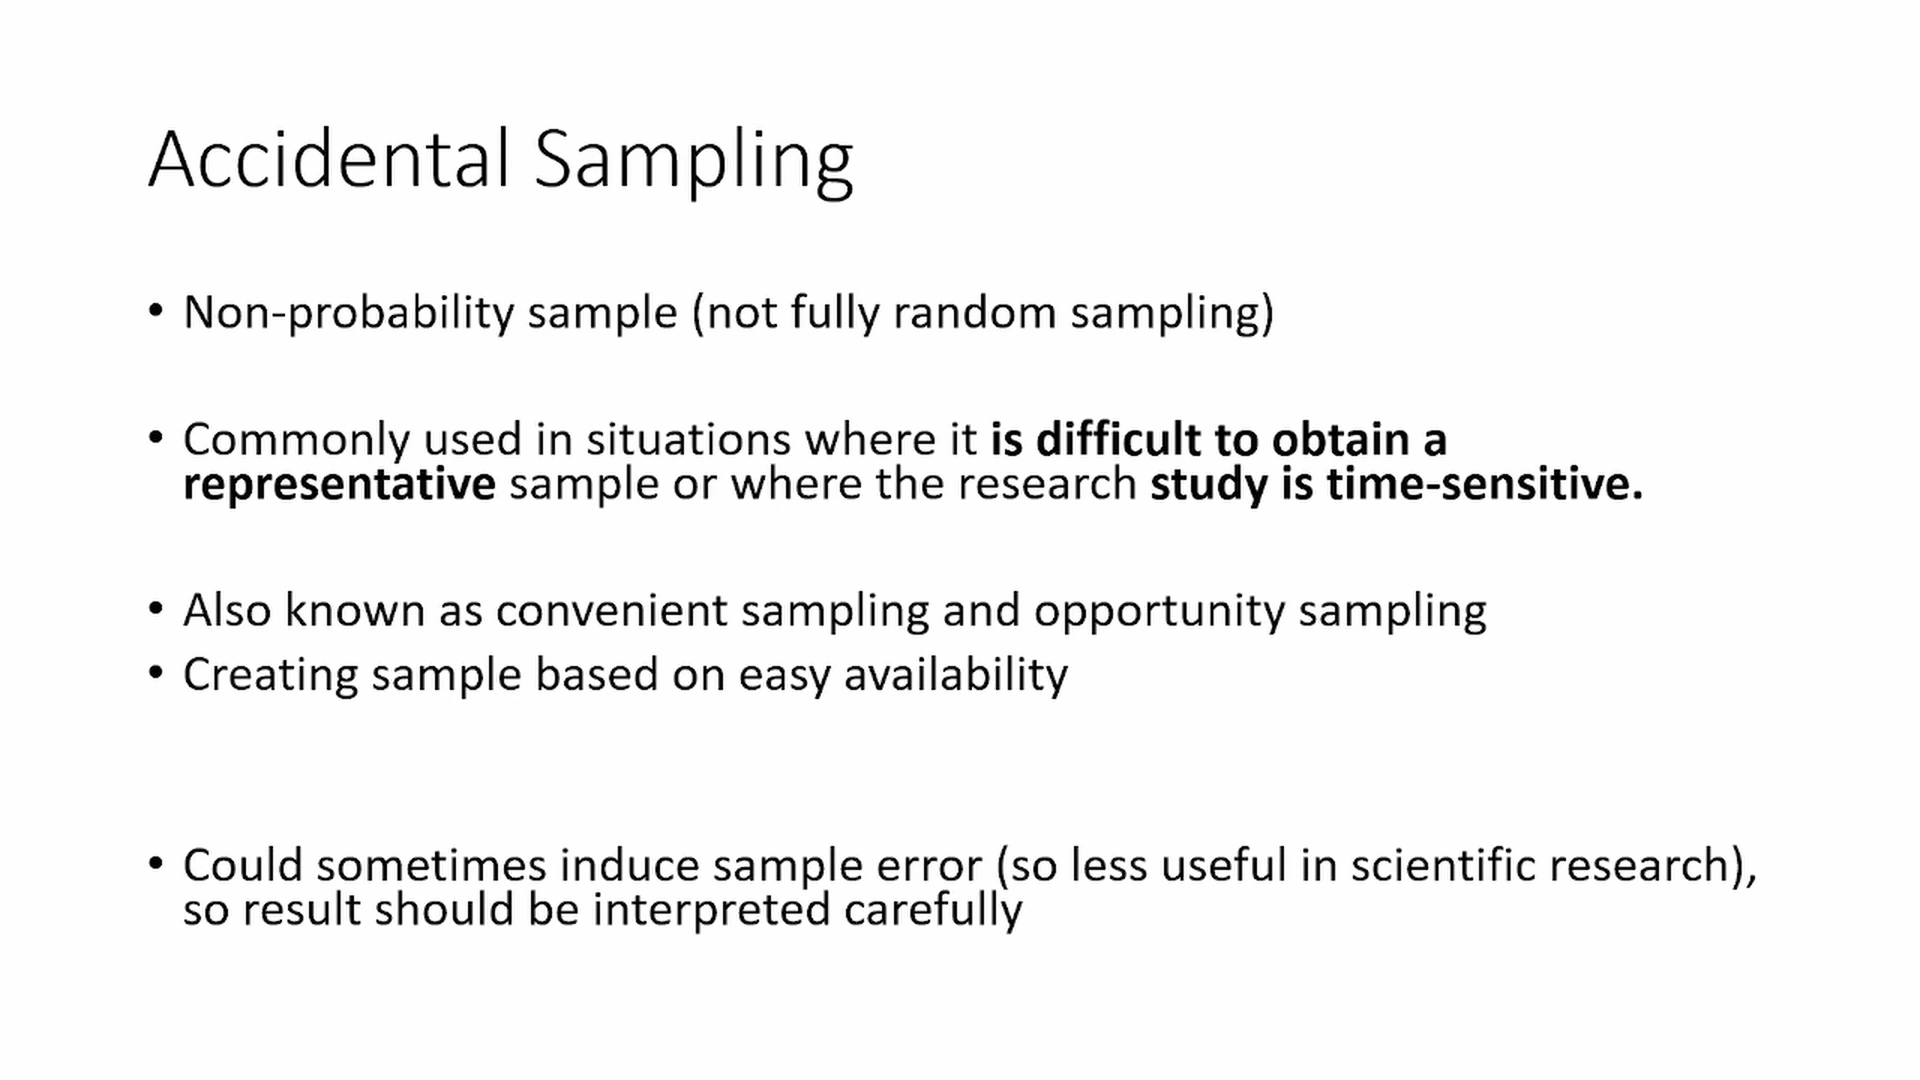 Accidental Sampling
• Non-probability sample (not fully random sampling)
• Commonly used in situations where it is difficult to obtain a
representative sample or where the research study is time-sensitive.
• Also known as convenient sampling and opportunity sampling
• Creating sample based on easy availability
• Could sometimes induce sample error (so less useful in scientific research),
so result should be interpreted carefully